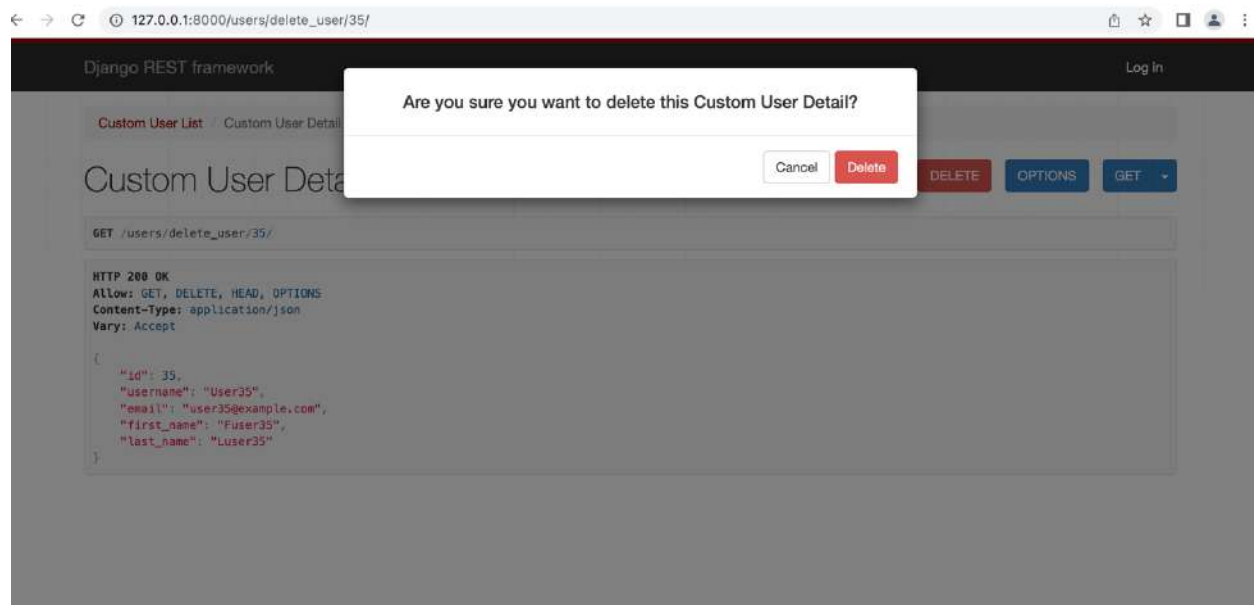 127.0.0.1:8000/users/delete_user/35/
Django REST framework
Log in
Are you sure you want to delete this Custom User Detail?
Cancel Delete
Custom User List / Custom User Detail
Custom User Deta
DELETE OPTIONS GET
GET /users/delete_user/35/
HTTP 200 OK
Allow: GET, DELETE, HEAD, OPTIONS
Content-Type: application/json
Vary: Accept
{
"id": 35,
"username": "User35",
"email": "user35@example.com",
"first_name": "Fuser35",
"last_name": "Luser35"
}